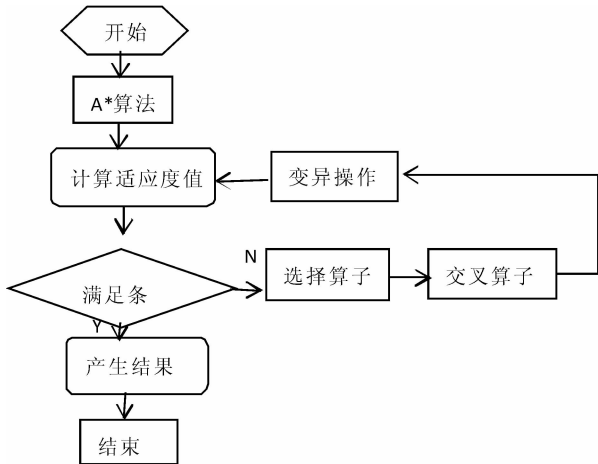 开始
A*算法
计算适应度值
变异操作
满足条
N
选择算子
交叉算子
Y
产生结果
结束